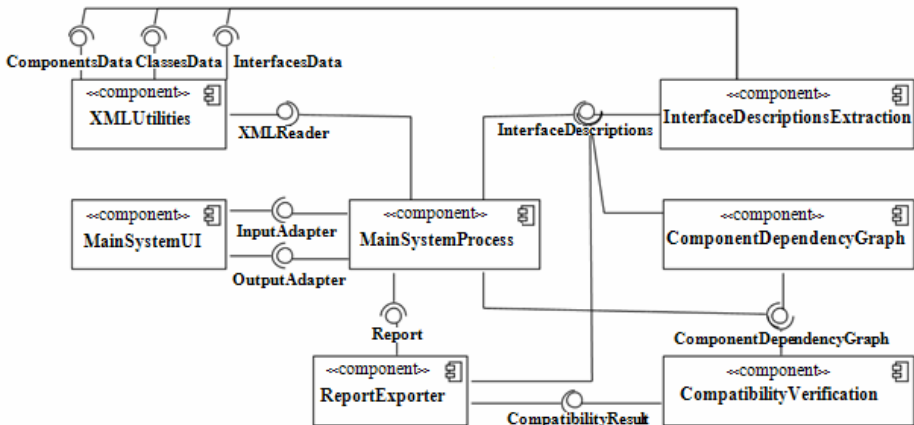 ComponentsData ClassesData InterfacesData
<<component>>
XMLUtilities
<<component>>
InterfaceDescriptionsExtraction
XMLReader
InterfaceDescriptions
<<component>>
MainSystemUI
InputAdapter
OutputAdapter
<<component>>
MainSystemProcess
<<component>>
ComponentDependencyGraph
Report
ComponentDependencyGraph
<<component>>
ReportExporter
CompatibilityResult
<<component>>
CompatibilityVerification